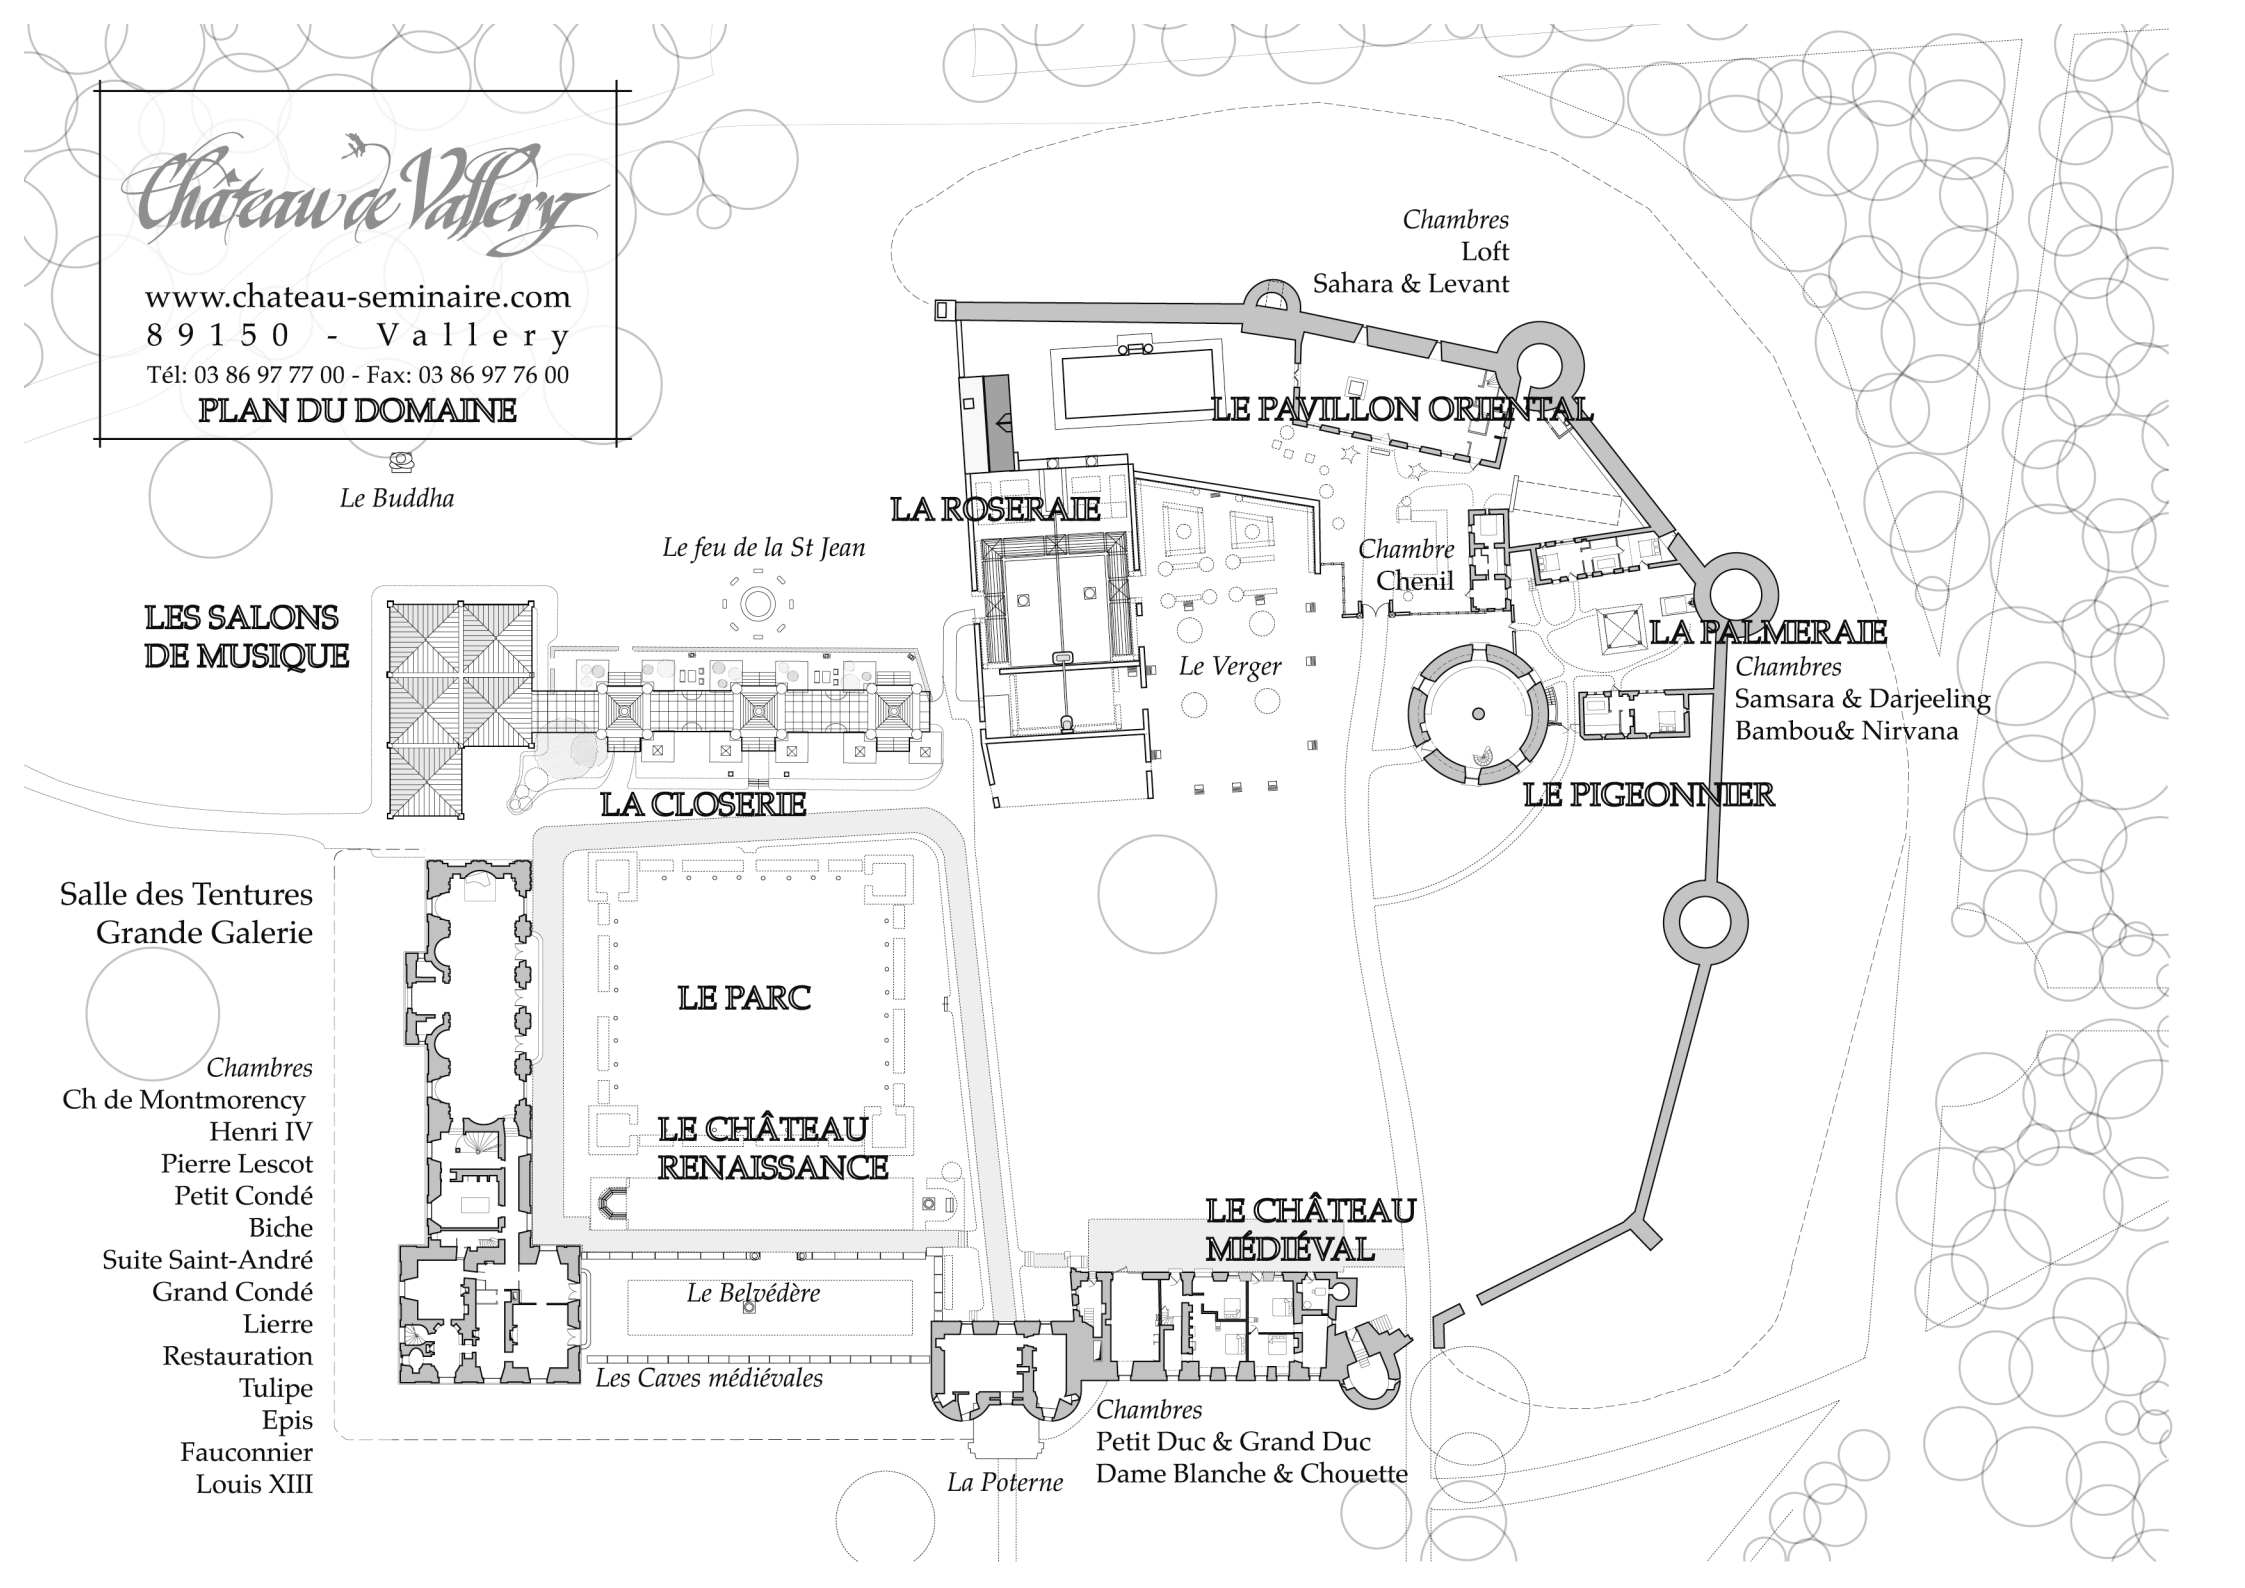 Château de Vallery
www.chateau-seminaire.com
89150 - Vallery
Tél: 03 86 97 77 00 - Fax: 03 86 97 76 00
PLAN DU DOMAINE
Le Buddha
Chambres
Loft
Sahara & Levant
LE PAVILLON ORIENTAL
LA ROSERAIE
Le feu de la St Jean
Chambre
Chenil
LES SALONS
DE MUSIQUE
LA PALMERAIE
Chambres
Samsara & Darjeeling
Bambou& Nirvana
Le Verger
LE PIGEONNIER
LA CLOSERIE
Salle des Tentures
Grande Galerie
LE PARC
Chambres
Ch de Montmorency
Henri IV
Pierre Lescot
Petit Condé
Biche
Suite Saint-André
Grand Condé
Lierre
Restauration
Tulipe
Epis
Fauconnier
Louis XIII
LE CHÂTEAU
RENAISSANCE
LE CHÂTEAU
MÉDIÉVAL
Le Belvédère
Les Caves médiévales
Chambres
Petit Duc & Grand Duc
Dame Blanche & Chouette
La Poterne